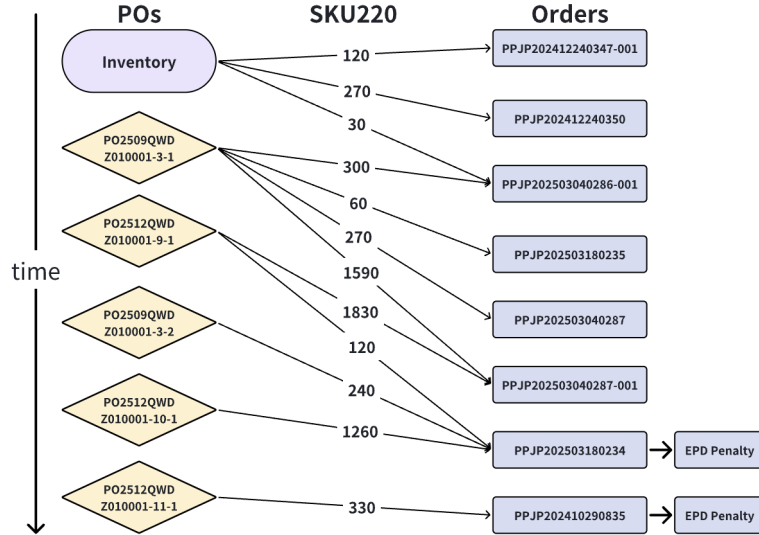 POs
SKU220
Orders
Inventory
120
PPJP202412240347-001
270
PPJP202412240350
30
PO2509QWD
Z010001-3-1
300
PPJP202503040286-001
60
PO2512QWD
Z010001-9-1
270
PPJP202503180235
time
1590
1830
PPJP202503040287
PO2509QWD
Z010001-3-2
120
240
PPJP202503040287-001
PO2512QWD
Z010001-10-1
1260
PPJP202503180234
EPD Penalty
PO2512QWD
Z010001-11-1
330
PPJP202410290835
EPD Penalty